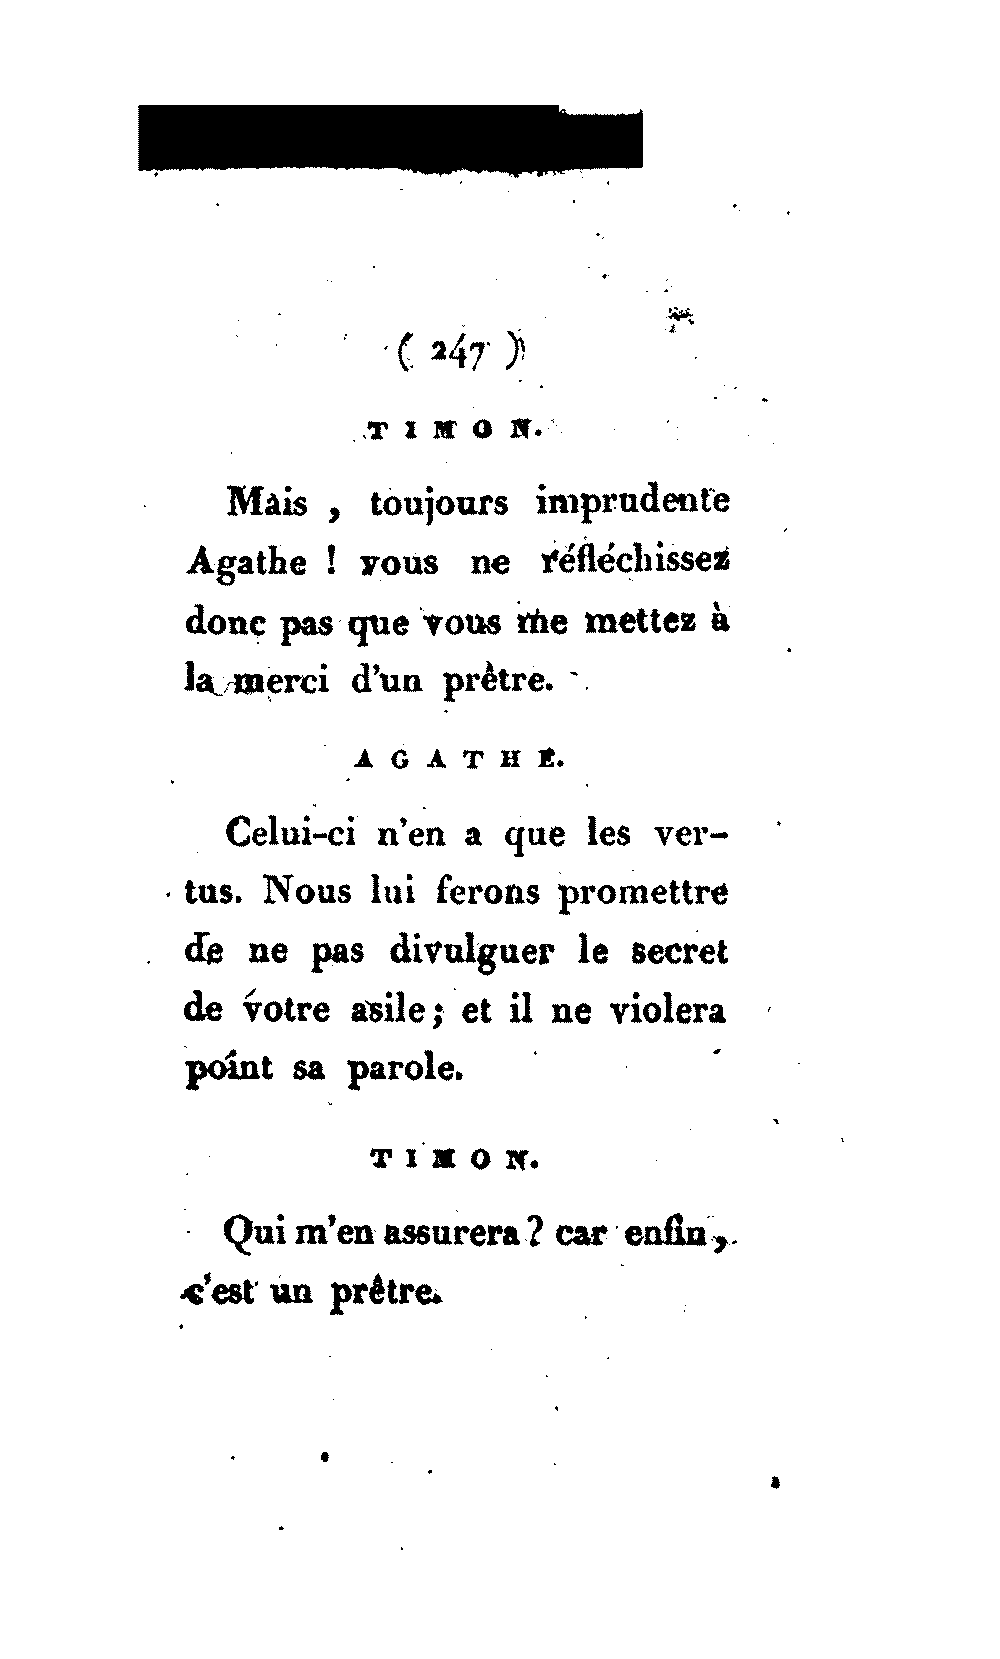 ( 247 )
TIMON.
Mais , toujours imprudente
Agathe ! vous ne réfléchissez
donc pas que vous me mettez à
la merci d'un prêtre.
AGATHE.
Celui-ci n'en a que les ver-
tus. Nous lui ferons promettre
de ne pas divulguer le secret
de votre asile; et il ne violera
point sa parole.
TIMON.
Qui m'en assurera ? car enfin,
c'est un prêtre.